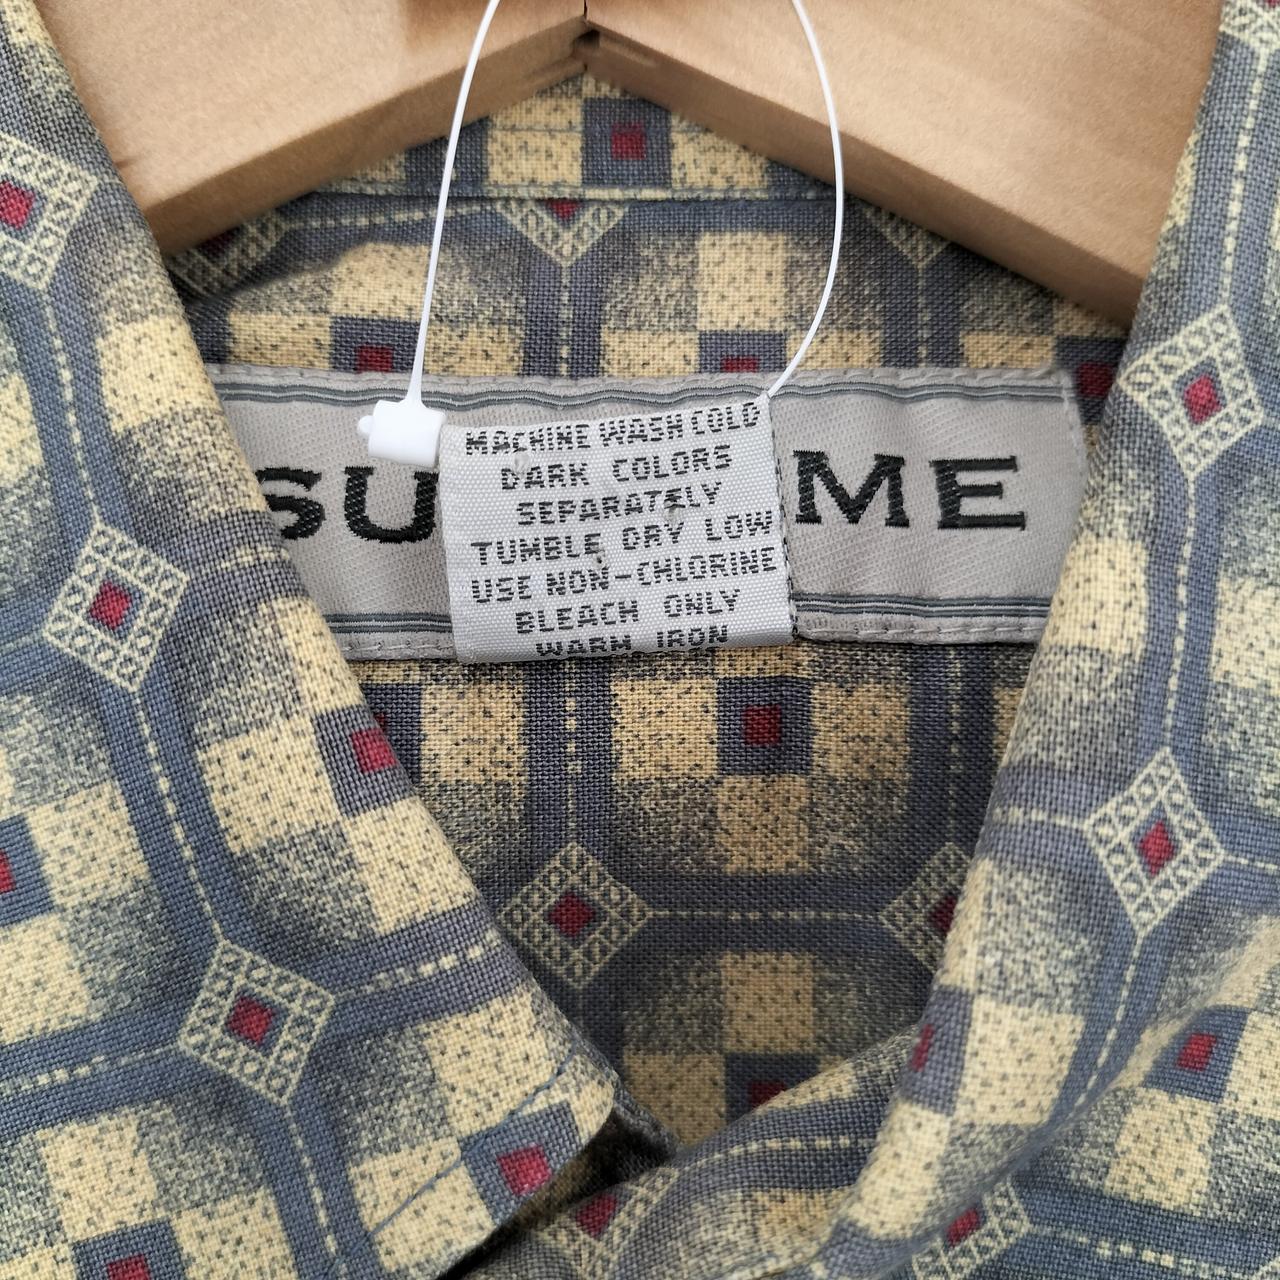 SU
ME
MACHINE WASH COLD
DARK COLORS
SEPARATELY
TUMBLE DRY LOW
USE NON-CHLORINE
BLEACH ONLY
WARM IRON